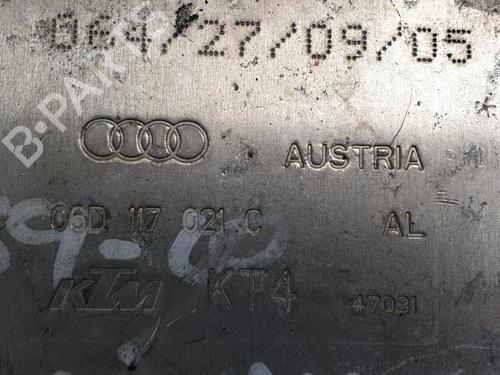 064/27/09/05
B-PARTS
AUSTRIA
06D 117 021 C AL
KTM KT4 47031